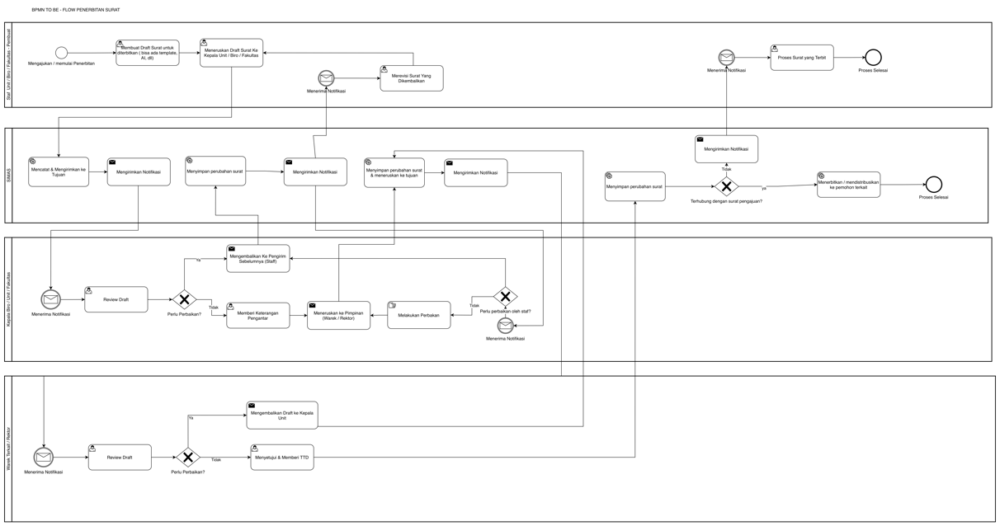 BPMN TO BE - FLOW PENERBITAN SURAT
Staf Unit / Biro / Fakultas - Pembuat
Mengajukan / memulai Penerbitan
Membuat Draft Surat untuk
diterbitkan ( bisa ada template,
AI, dll)
Meneruskan Draft Surat Ke
Kepala Unit / Biro / Fakultas
Menerima Notifikasi
Merevisi Surat Yang
Dikembalikan
Menerima Notifikasi
Proses Surat yang Terbit
Proses Selesai
SIMAS
Mencatat & Mengirimkan ke
Tujuan
Mengirimkan Notifikasi
Menyimpan perubahan surat
Mengirimkan Notifikasi
Menyimpan perubahan surat
& meneruskan ke tujuan
Mengirimkan Notifikasi
Menyimpan perubahan surat
Mengirimkan Notifikasi
Tidak
Terhubung dengan surat pengajuan?
ya
Menerbitkan / mendistribusikan
ke pemohon terkait
Proses Selesai
Kepala Biro / Unit / Fakultas
Menerima Notifikasi
Review Draft
Perlu Perbaikan?
Ya
Mengembalikan Ke Pengirim
Sebelumnya (Staff)
Tidak
Memberi Keterangan
Pengantar
Meneruskan ke Pimpinan
(Warek / Rektor)
Melakukan Perbakan
Tidak
Perlu perbaikan oleh staf?
Menerima Notifikasi
Warek Terkait / Rektor
Menerima Notifikasi
Review Draft
Perlu Perbaikan?
Ya
Mengembalikan Draft ke Kepala
Unit
Tidak
Menyetujui & Memberi TTD